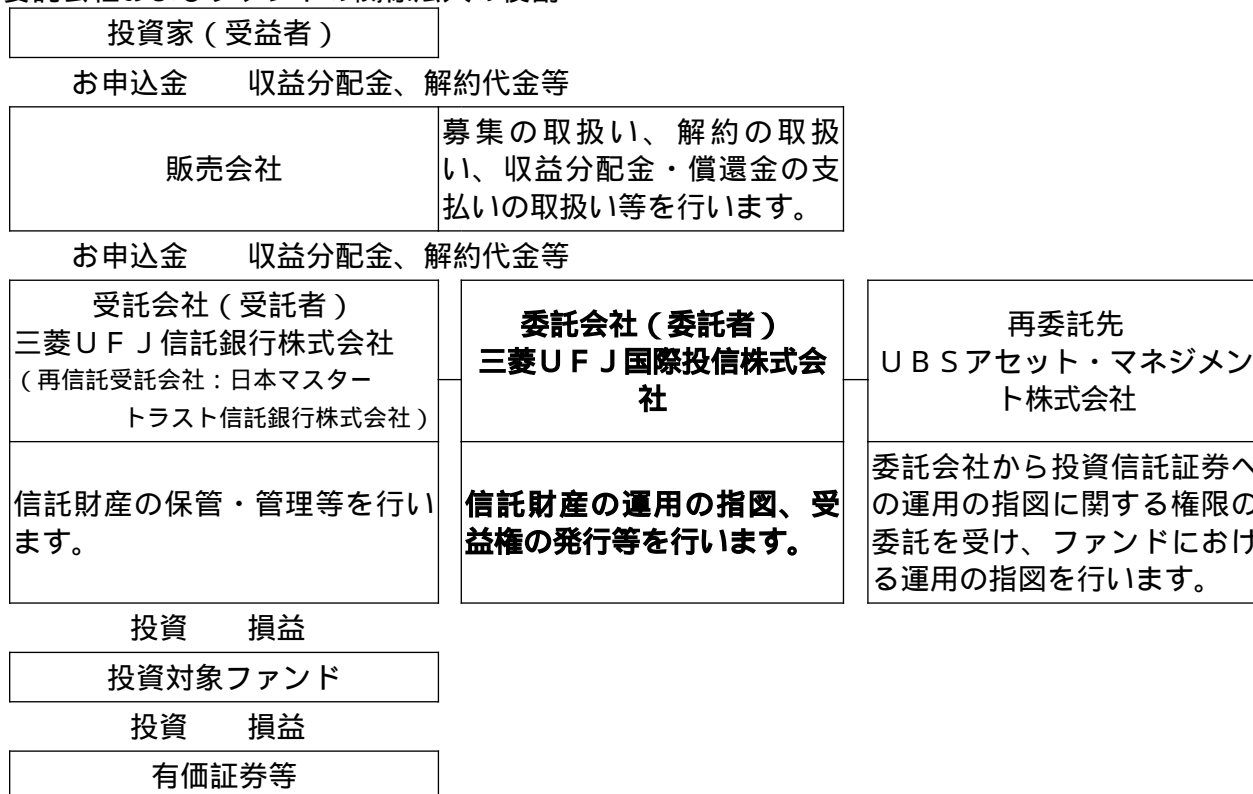 投資家（受益者）
お申込金　収益分配金、解約代金等
販売会社
募集の取扱い、解約の取扱
い、収益分配金・償還金の支
払いの取扱い等を行います。
お申込金　収益分配金、解約代金等
受託会社（受託者）
三菱ＵＦＪ信託銀行株式会社
（再信託受託会社：日本マスター
トラスト信託銀行株式会社）
委託会社（委託者）
三菱ＵＦＪ国際投信株式会
社
再委託先
ＵＢＳアセット・マネジメン
ト株式会社
信託財産の保管・管理等を行い
ます。
信託財産の運用の指図、受
益権の発行等を行います。
委託会社から投資信託証券へ
の運用の指図に関する権限の
委託を受け、ファンドにおけ
る運用の指図を行います。
投資　損益
投資対象ファンド
投資　損益
有価証券等